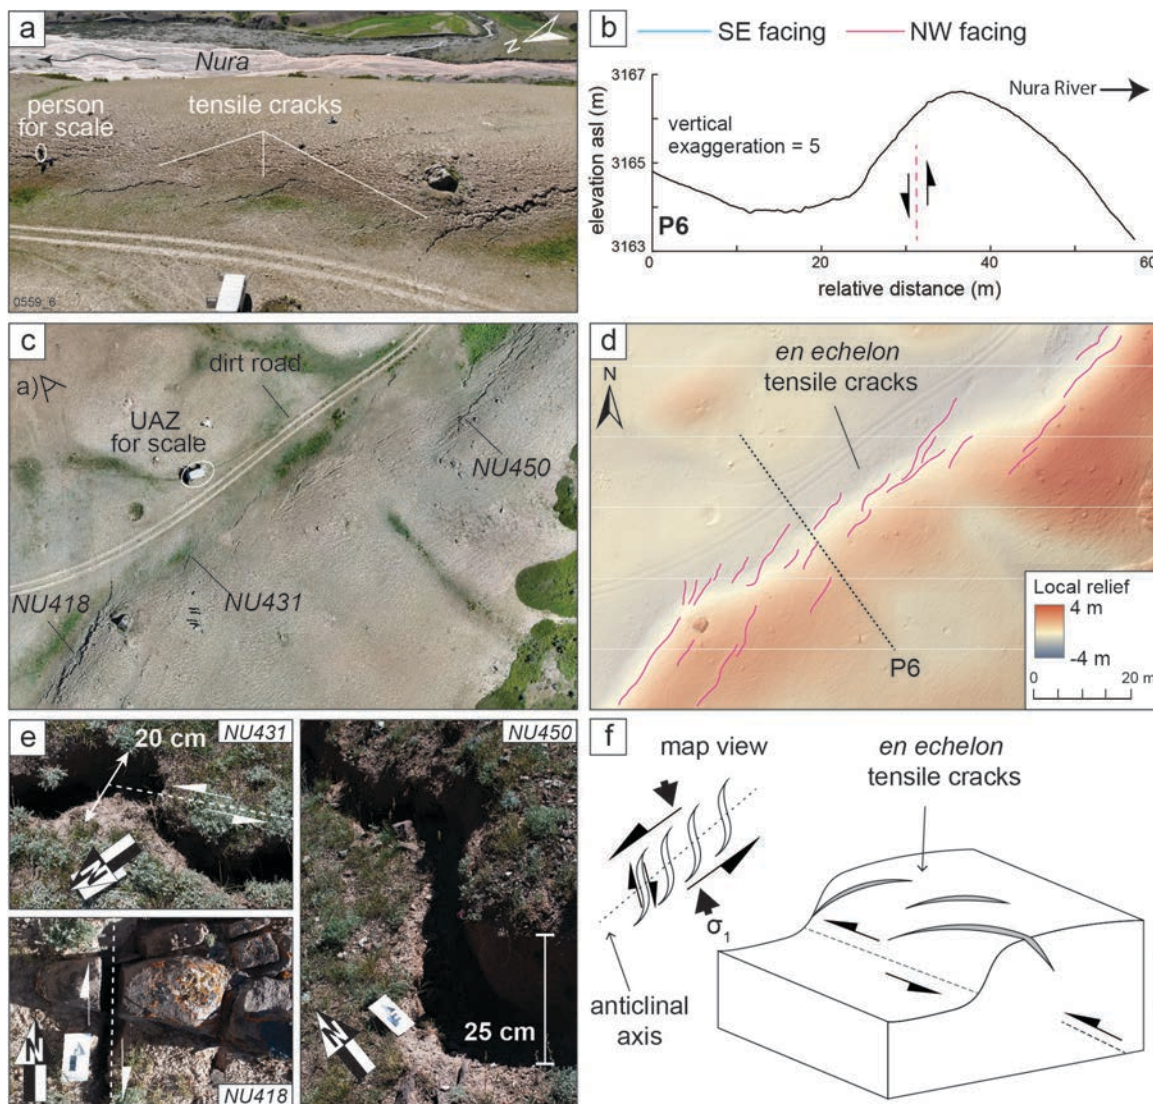 a
Nura
N
person
for scale
tensile cracks
0559_6
b
SE facing
NW facing
3167
3165
3163
elevation asl (m)
vertical
exaggeration = 5
Nura River
P6
0
20
40
60
relative distance (m)
c
a)
dirt road
UAZ
for scale
NU450
NU431
NU418
d
N
en echelon
tensile cracks
P6
Local relief
4 m
-4 m
0
20 m
e
20 cm
NU431
N
N
NU418
NU450
25 cm
N
f
map view
en echelon
tensile cracks
σ1
anticlinal
axis